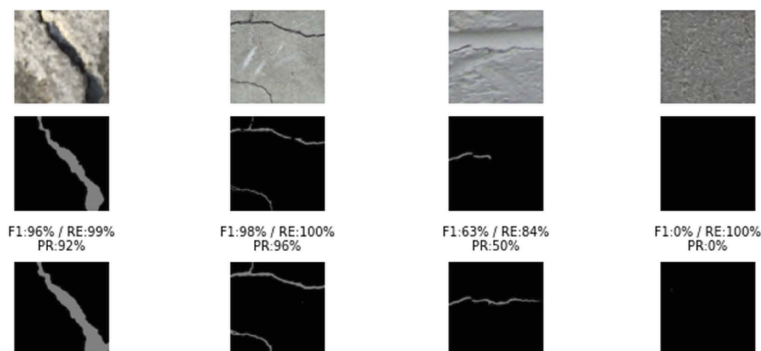 F1:96% / RE:99%
PR:92%
F1:98% / RE:100%
PR:96%
F1:63% / RE:84%
PR:50%
F1:0% / RE:100%
PR:0%